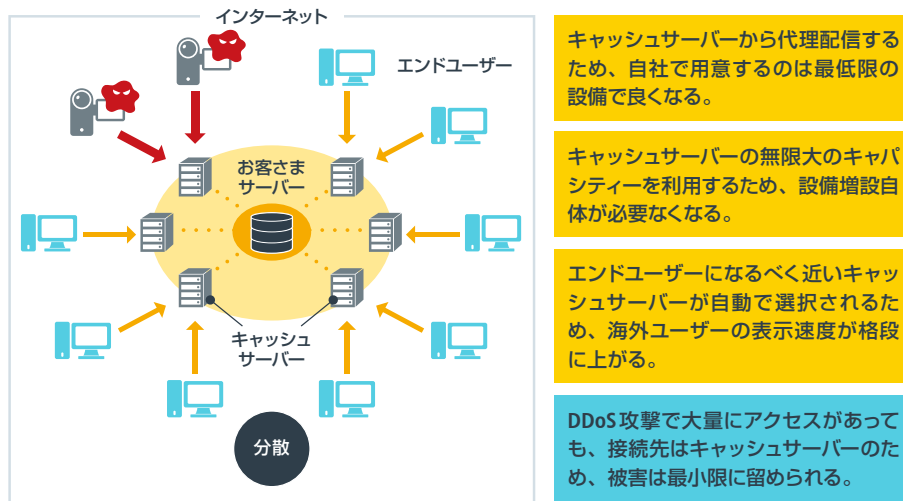 インターネット
エンドユーザー
お客さま
サーバー
キャッシュ
サーバー
分散
キャッシュサーバーから代理配信する
ため、自社で用意するのは最低限の
設備で良くなる。
キャッシュサーバーの無限大のキャパ
シティーを利用するため、設備増設自
体が必要なくなる。
エンドユーザーになるべく近いキャッ
シュサーバーが自動で選択されるた
め、海外ユーザーの表示速度が格段
に上がる。
DDoS攻撃で大量にアクセスがあって
も、接続先はキャッシュサーバーのた
め、被害は最小限に留められる。